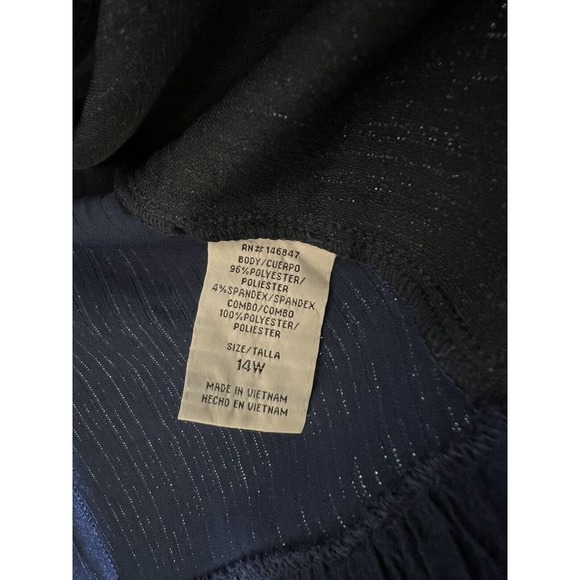 RN# 146847
BODY/CUERPO
96%POLYESTER/
POLIESTER
4%SPANDEX/SPANDEX
COMBO/COMBO
100%POLYESTER/
POLIESTER
SIZE/TALLA
14W
MADE IN VIETNAM
HECHO EN VIETNAM